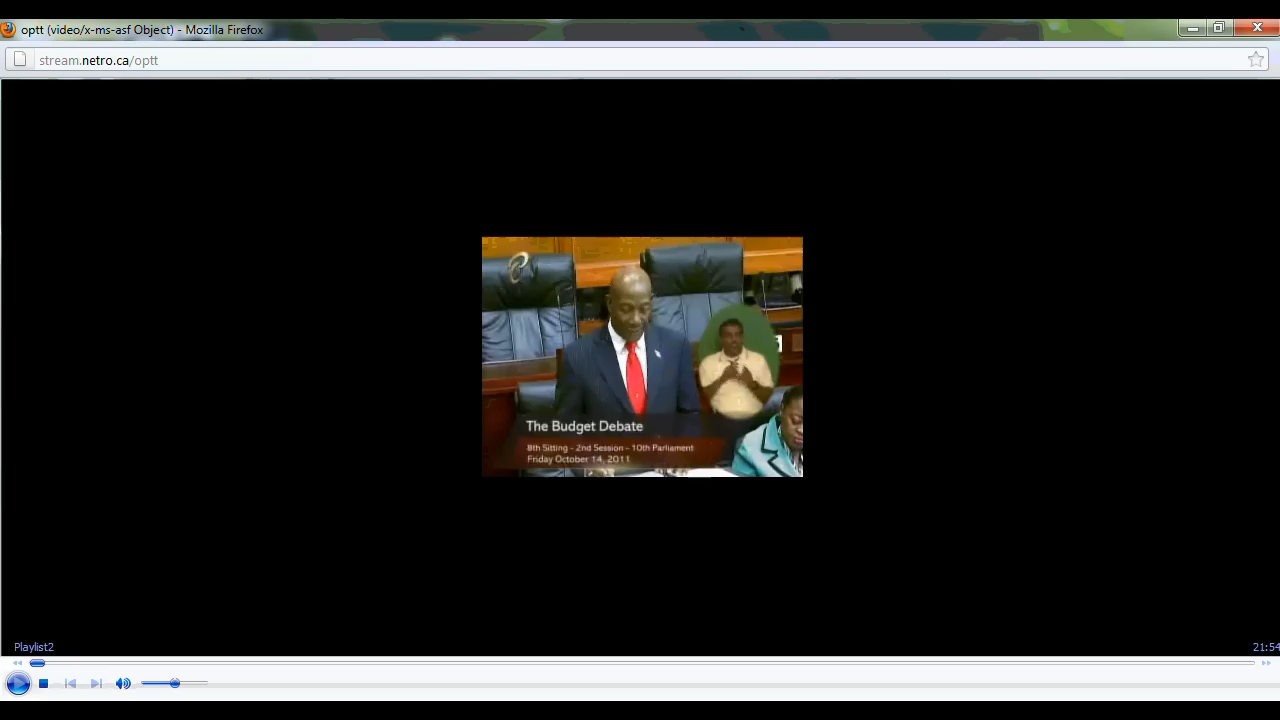 optt (video/x-ms-asf Object) - Mozilla Firefox
stream.netro.ca/optt
The Budget Debate
8th Sitting - 2nd Session - 10th Parliament
Friday October 14, 2011
Playlist2
21:54